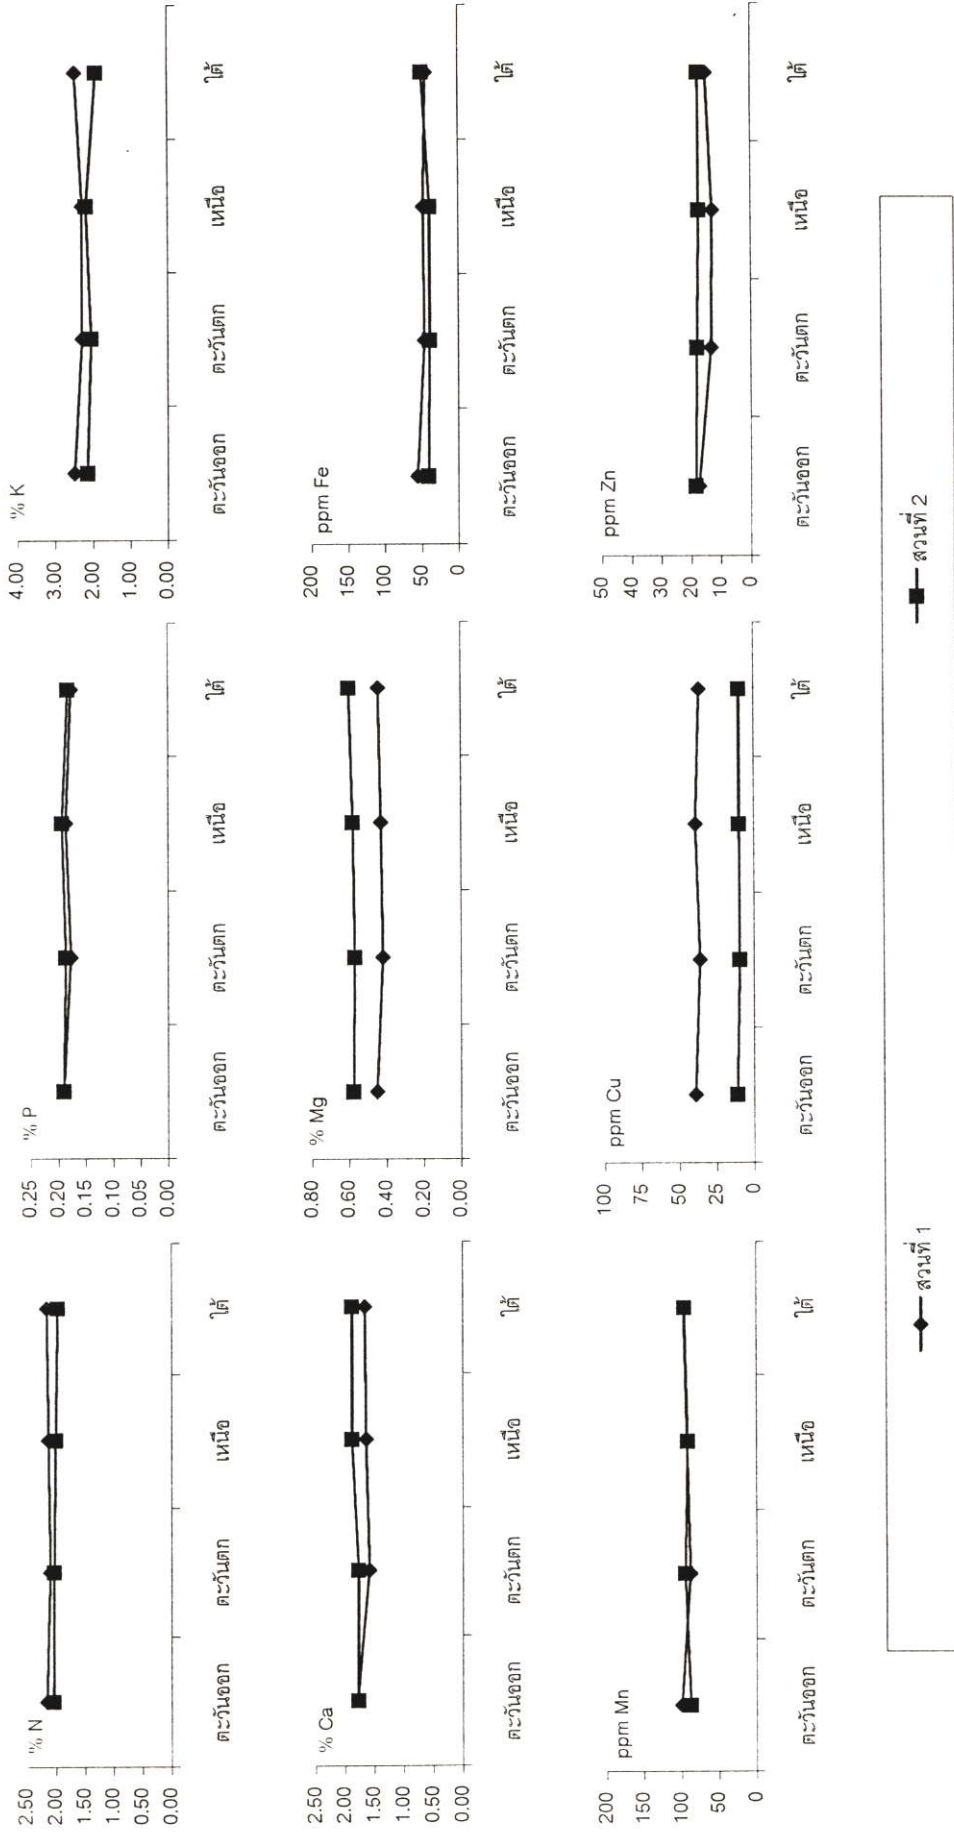 % N
2.50
2.00
1.50
1.00
0.50
0.00
ตะวันออก ตะวันตก เหนือ ใต้
% P
0.25
0.20
0.15
0.10
0.05
0.00
ตะวันออก ตะวันตก เหนือ ใต้
% K
4.00
3.00
2.00
1.00
0.00
ตะวันออก ตะวันตก เหนือ ใต้
% Ca
2.50
2.00
1.50
1.00
0.50
0.00
ตะวันออก ตะวันตก เหนือ ใต้
% Mg
0.80
0.60
0.40
0.20
0.00
ตะวันออก ตะวันตก เหนือ ใต้
ppm Fe
200
150
100
50
0
ตะวันออก ตะวันตก เหนือ ใต้
ppm Mn
200
150
100
50
0
ตะวันออก ตะวันตก เหนือ ใต้
ppm Cu
100
75
50
25
0
ตะวันออก ตะวันตก เหนือ ใต้
ppm Zn
50
40
30
20
10
0
ตะวันออก ตะวันตก เหนือ ใต้
สวนที่ 1 สวนที่ 2